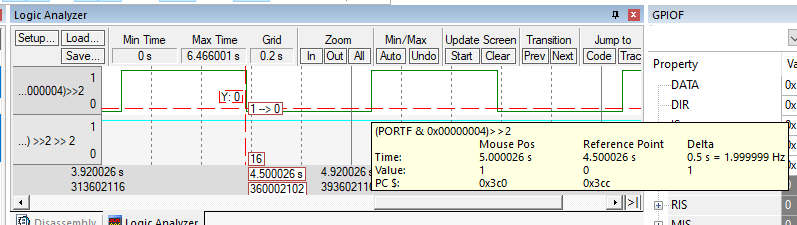 Logic Analyzer
Setup... Load... Min Time Max Time Grid Zoom Min/Max Update Screen Transition Jump to
Save... 0 s 6.466001 s 0.2 s In Out All Auto Undo Start Clear Prev Next Code Trac
1
...000004)>>2
0
Y: 0
1 --> 0
1
...) >>2 >> 2
0
16
3.920026 s 4.500026 s 4.920026 s
313602116 360002102 393602116
(PORTF & 0x00000004)>>2
Mouse Pos Reference Point Delta
Time: 5.000026 s 4.500026 s 0.5 s = 1.999999 Hz
Value: 1 0 1
PC $: 0x3c0 0x3cc
Disassembly Logic Analyzer
GPIOF
Property Va
DATA 0x
DIR 0x
RIS 0
MIS